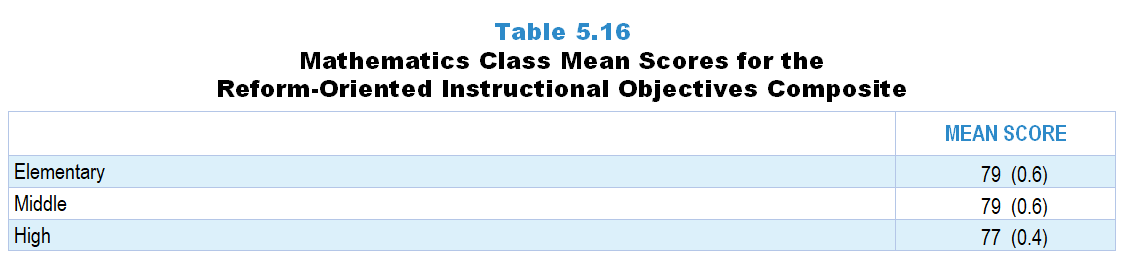 Table 5.16
Mathematics Class Mean Scores for the
Reform-Oriented Instructional Objectives Composite
MEAN SCORE
Elementary 79 (0.6)
Middle 79 (0.6)
High 77 (0.4)